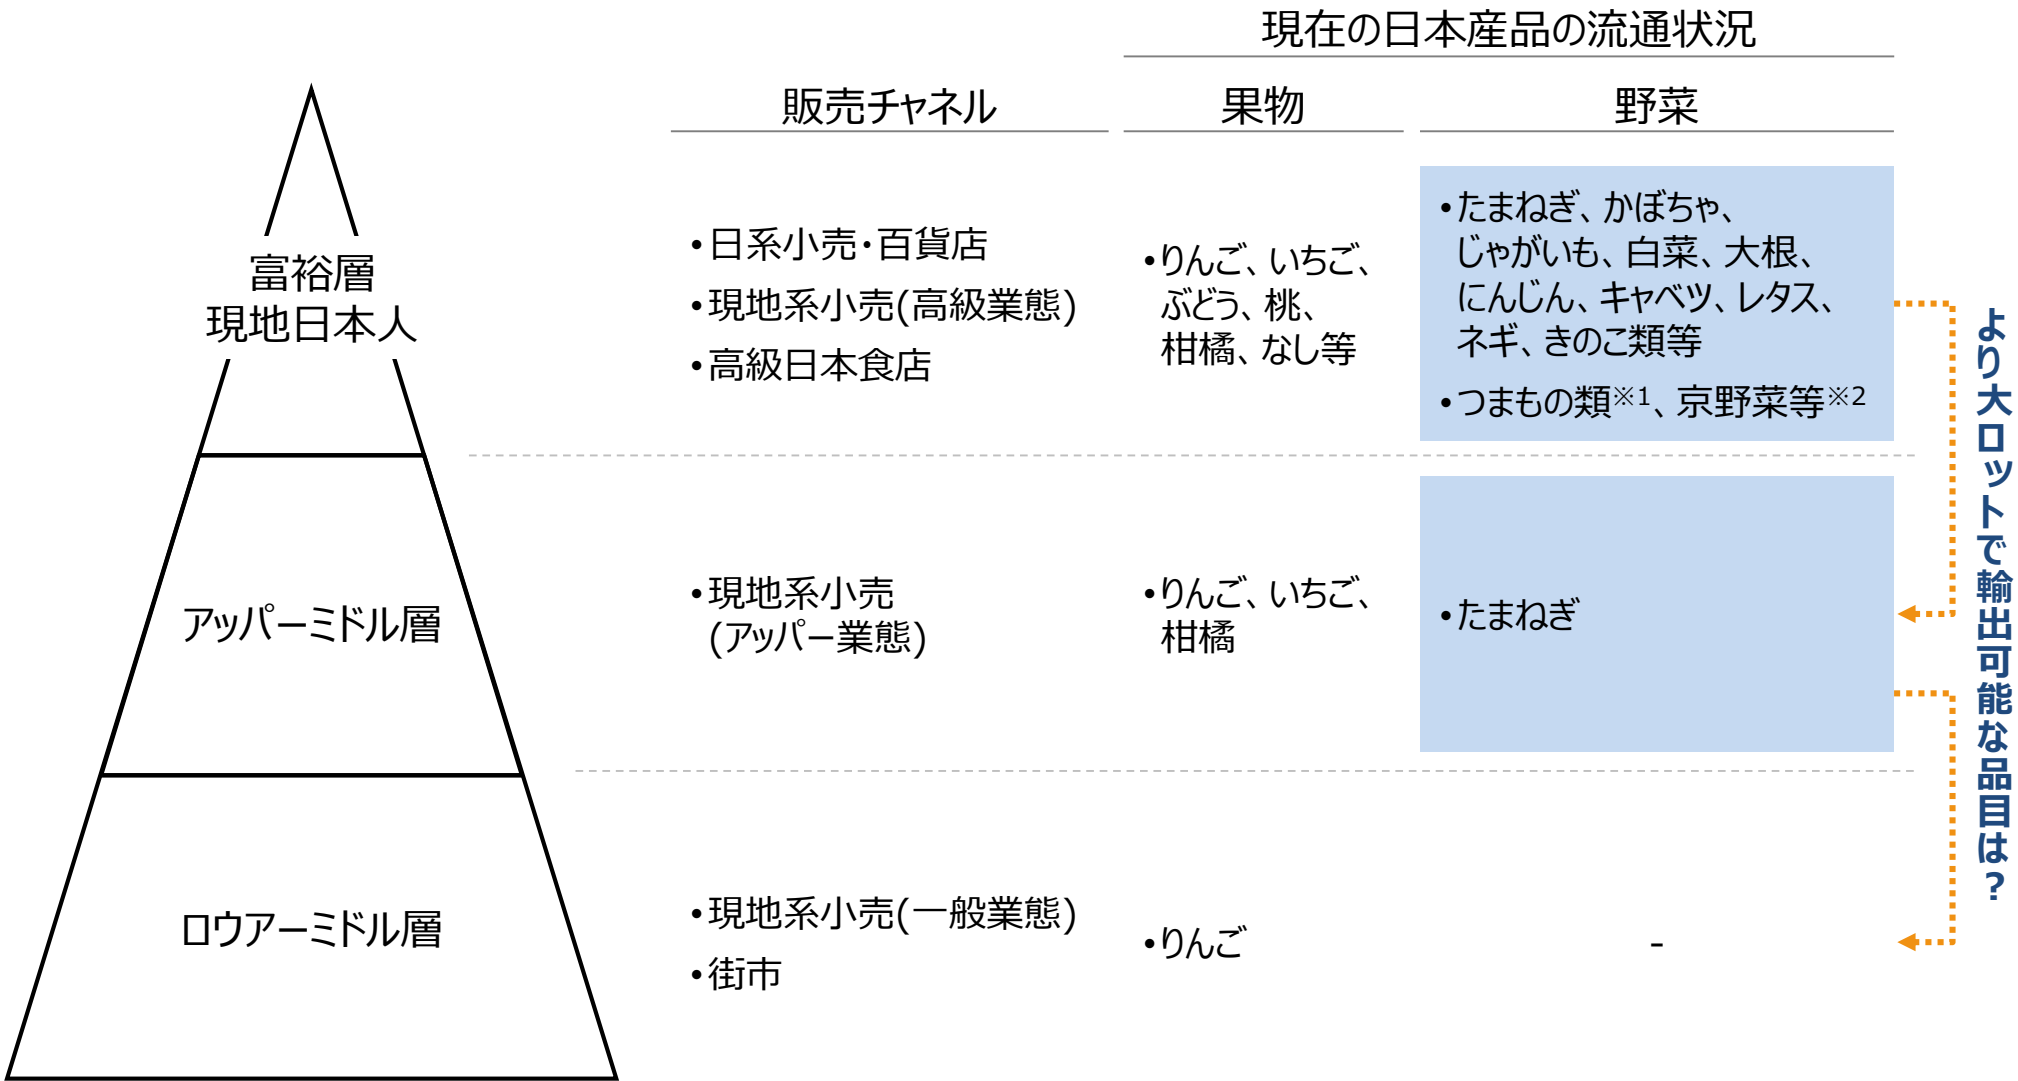 現在の日本産品の流通状況
販売チャネル
果物
野菜
富裕層
現地日本人
•日系小売・百貨店
•現地系小売(高級業態)
•高級日本食店
•りんご、いちご、
ぶどう、桃、
柑橘、なし等
•たまねぎ、かぼちゃ、
じゃがいも、白菜、大根、
にんじん、キャベツ、レタス、
ネギ、きのこ類等
•つまもの類※1、京野菜等※2
アッパーミドル層
•現地系小売
(アッパー業態)
•りんご、いちご、
柑橘
•たまねぎ
ロウアーミドル層
•現地系小売(一般業態)
•街市
•りんご
-
より大ロットで輸出可能な品目は？